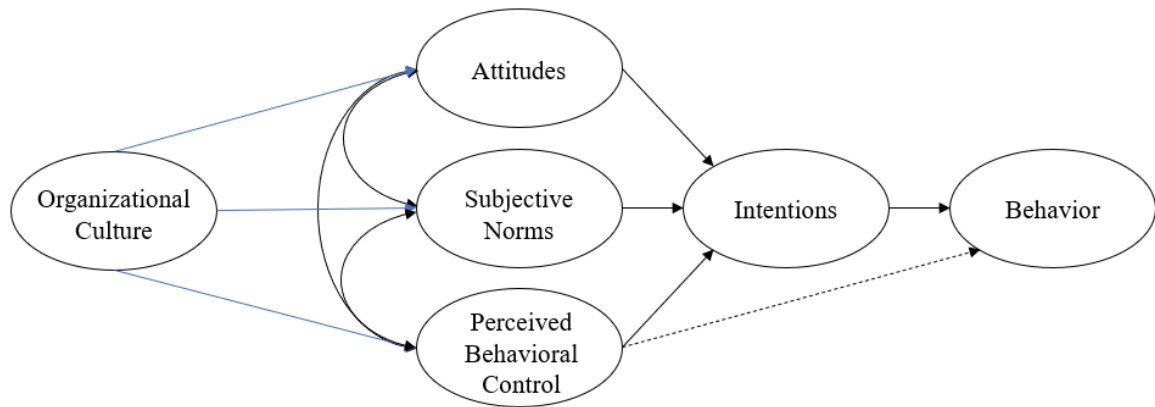 Attitudes
Organizational
Culture
Subjective
Norms
Intentions
Behavior
Perceived
Behavioral
Control